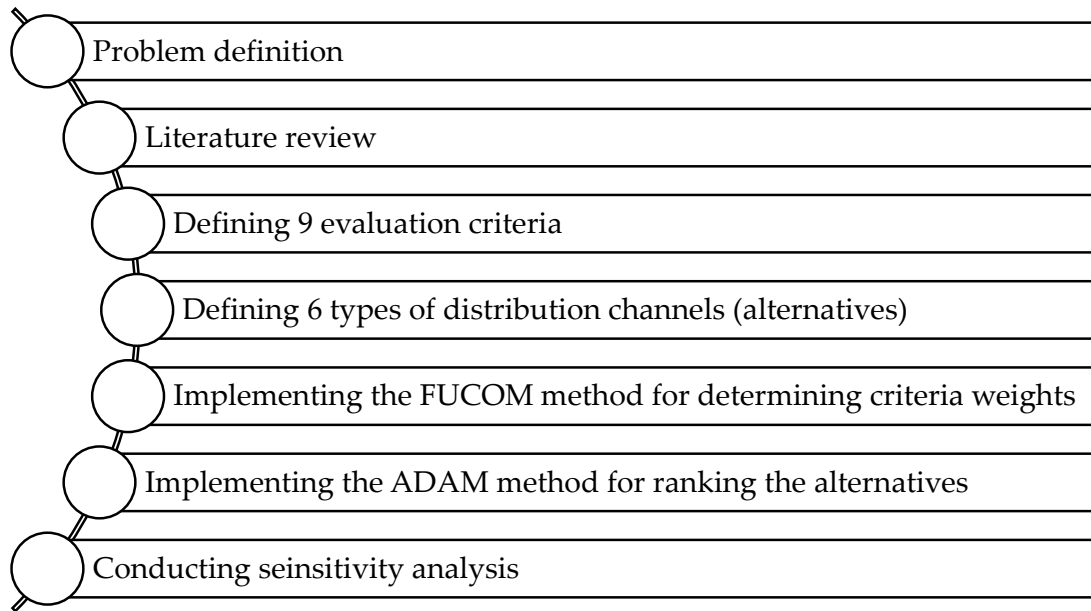 Problem definition
Literature review
Defining 9 evaluation criteria
Defining 6 types of distribution channels (alternatives)
Implementing the FUCOM method for determining criteria weights
Implementing the ADAM method for ranking the alternatives
Conducting seinsitivity analysis